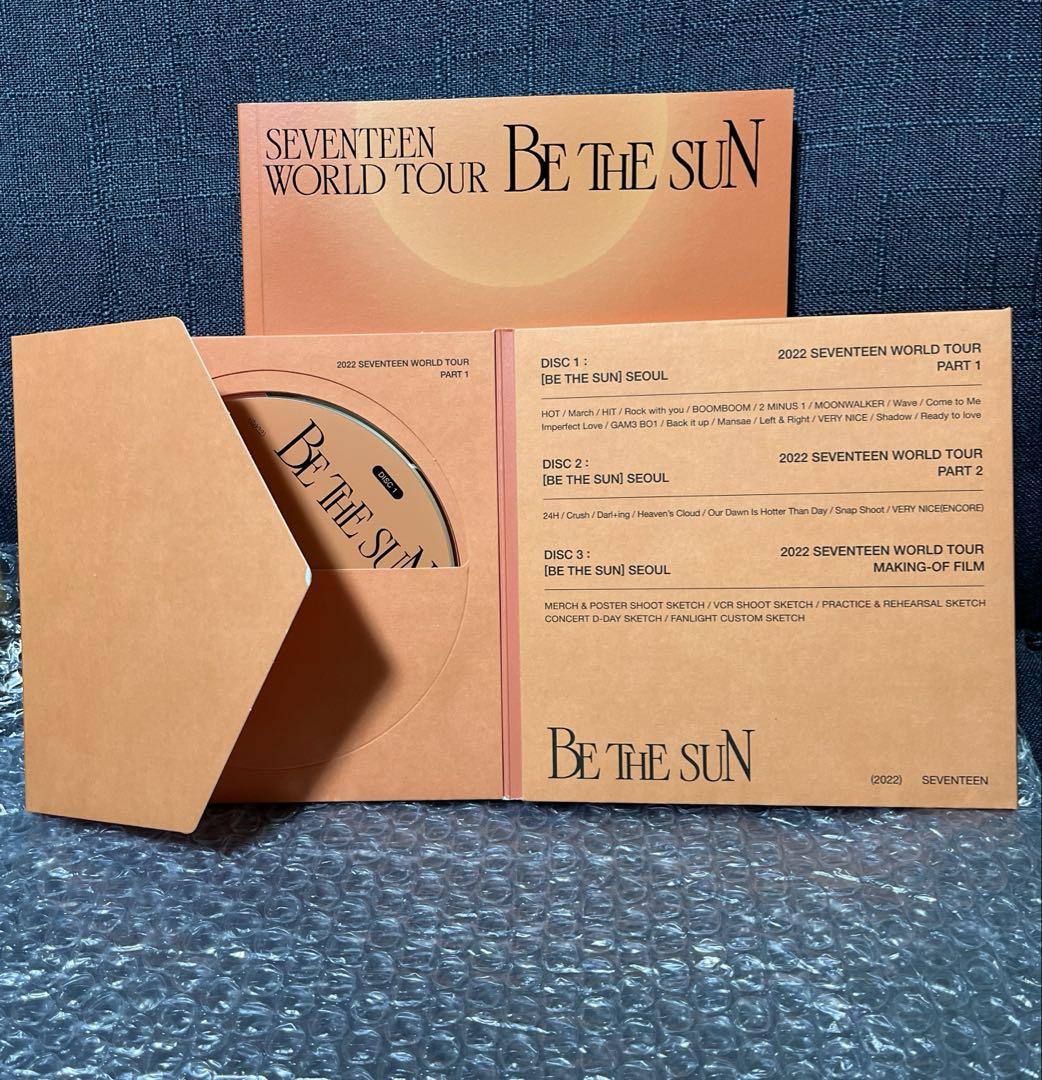 SEVENTEEN
WORLD TOUR BE THE SUN
2022 SEVENTEEN WORLD TOUR
PART 1
DISC 1
BE THE SUN
DISC 1 : 2022 SEVENTEEN WORLD TOUR
[BE THE SUN] SEOUL PART 1
HOT / March / HIT / Rock with you / BOOMBOOM / 2 MINUS 1 / MOONWALKER / Wave / Come to Me
Imperfect Love / GAM3 BO1 / Back it up / Mansae / Left & Right / VERY NICE / Shadow / Ready to love
DISC 2 : 2022 SEVENTEEN WORLD TOUR
[BE THE SUN] SEOUL PART 2
24H / Crush / Darl+ing / Heaven's Cloud / Our Dawn Is Hotter Than Day / Snap Shoot / VERY NICE(ENCORE)
DISC 3 : 2022 SEVENTEEN WORLD TOUR
[BE THE SUN] SEOUL MAKING-OF FILM
MERCH & POSTER SHOOT SKETCH / VCR SHOOT SKETCH / PRACTICE & REHEARSAL SKETCH
CONCERT D-DAY SKETCH / FANLIGHT CUSTOM SKETCH
BE THE SUN
(2022) SEVENTEEN